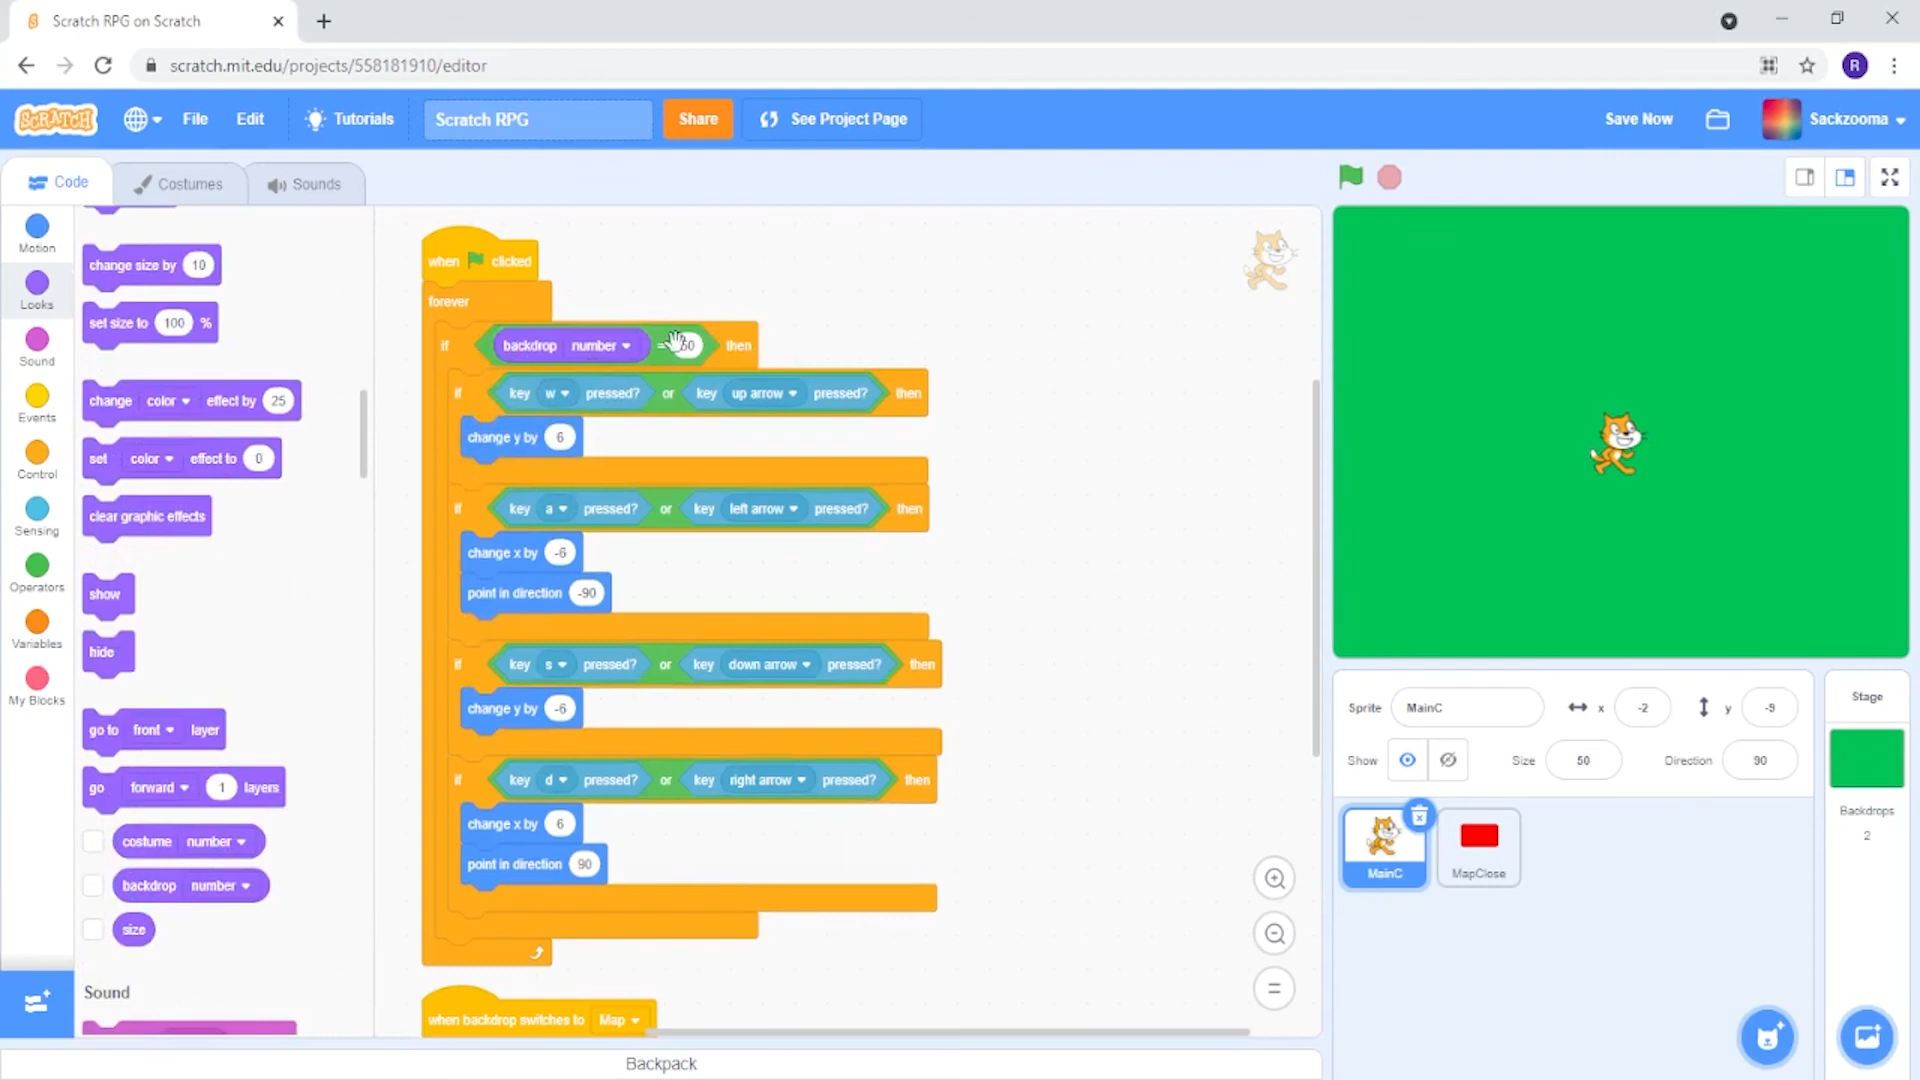 Scratch RPG on Scratch
scratch.mit.edu/projects/558181910/editor
R
SCRATCH
File
Edit
Tutorials
Scratch RPG
Share
See Project Page
Save Now
Sackzooma
Code
Costumes
Sounds
Motion
Looks
Sound
Events
Control
Sensing
Operators
Variables
My Blocks
change size by 10
set size to 100 %
change color effect by 25
set color effect to 0
clear graphic effects
show
hide
go to front layer
go forward 1 layers
costume number
backdrop number
size
Sound
when clicked
forever
if backdrop number = 50 then
if key w pressed? or key up arrow pressed? then
change y by 6
if key a pressed? or key left arrow pressed? then
change x by -6
point in direction -90
if key s pressed? or key down arrow pressed? then
change y by -6
if key d pressed? or key right arrow pressed? then
change x by 6
point in direction 90
when backdrop switches to Map
Backpack
Sprite MainC x -2 y -9
Show Size 50 Direction 90
MainC
MapClose
Stage
Backdrops
2